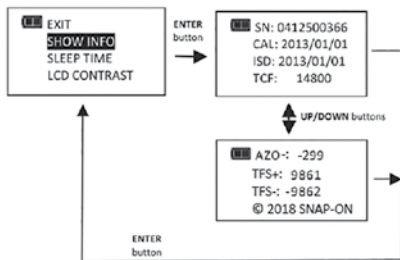 EXIT
SHOW INFO
SLEEP TIME
LCD CONTRAST
ENTER
button
SN: 0412500366
CAL: 2013/01/01
ISD: 2013/01/01
TCF: 14800
UP/DOWN buttons
AZO-: -299
TFS+: 9861
TFS-: -9862
© 2018 SNAP-ON
ENTER
button